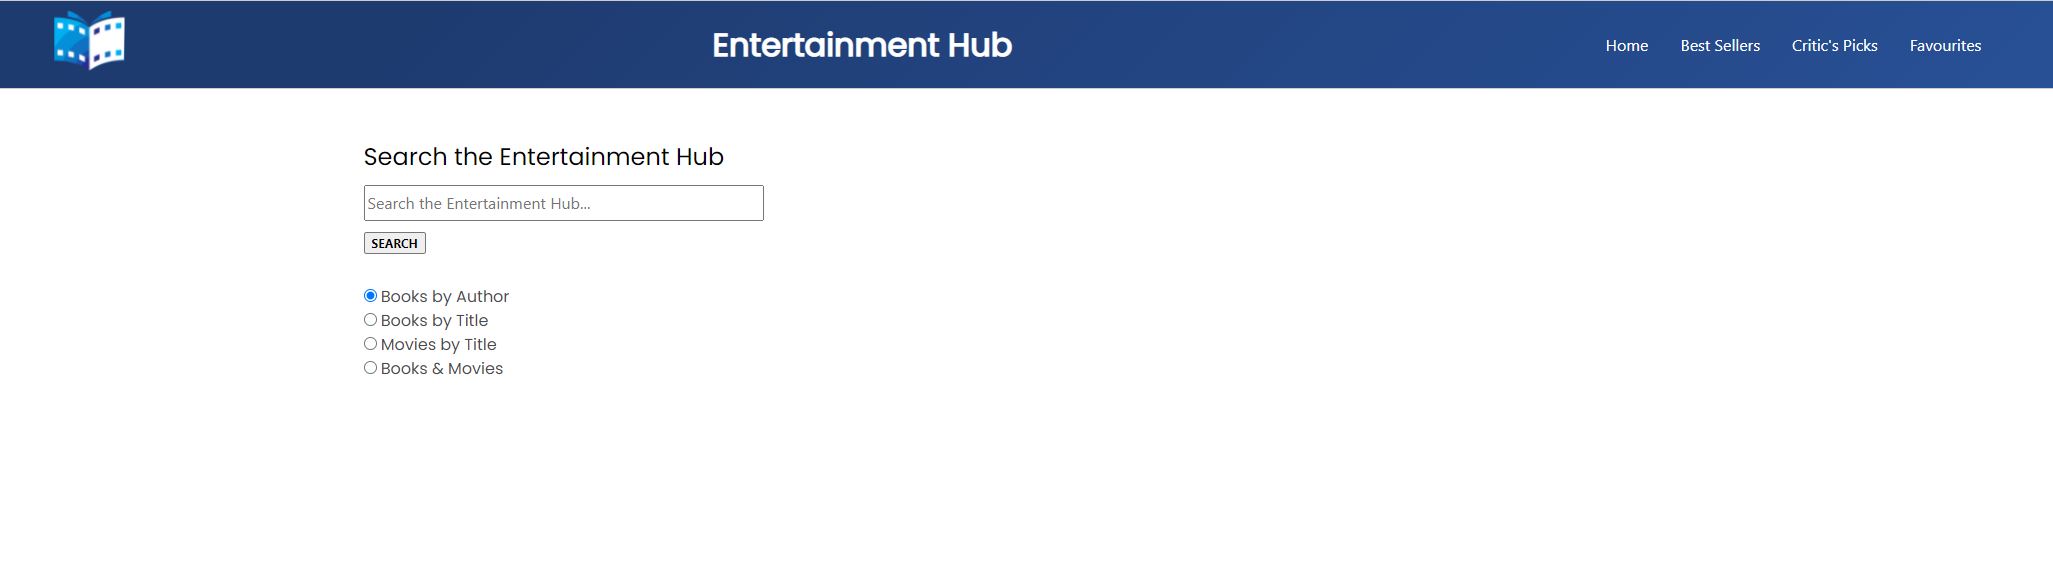 Entertainment Hub
Home Best Sellers Critic's Picks Favourites
Search the Entertainment Hub
Search the Entertainment Hub...
SEARCH
Books by Author
Books by Title
Movies by Title
Books & Movies